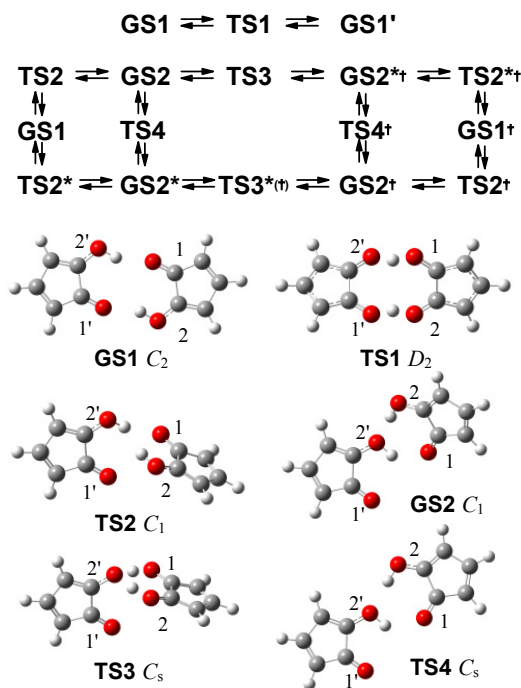 GS1 ⇌ TS1 ⇌ GS1'
TS2 ⇌ GS2 ⇌ TS3 ⇌ GS2*† ⇌ TS2*†
GS1 TS4 TS4† GS1†
TS2* ⇌ GS2* ⇌ TS3*(†) ⇌ GS2† ⇌ TS2†
2' 1 2' 1
1' 2 1' 2
GS1 C2 TS1 D2
2' 1 2
2' 1
1' 2 1'
TS2 C1 GS2 C1
2' 1 2
2' 1
1' 2 1'
TS3 Cs TS4 Cs